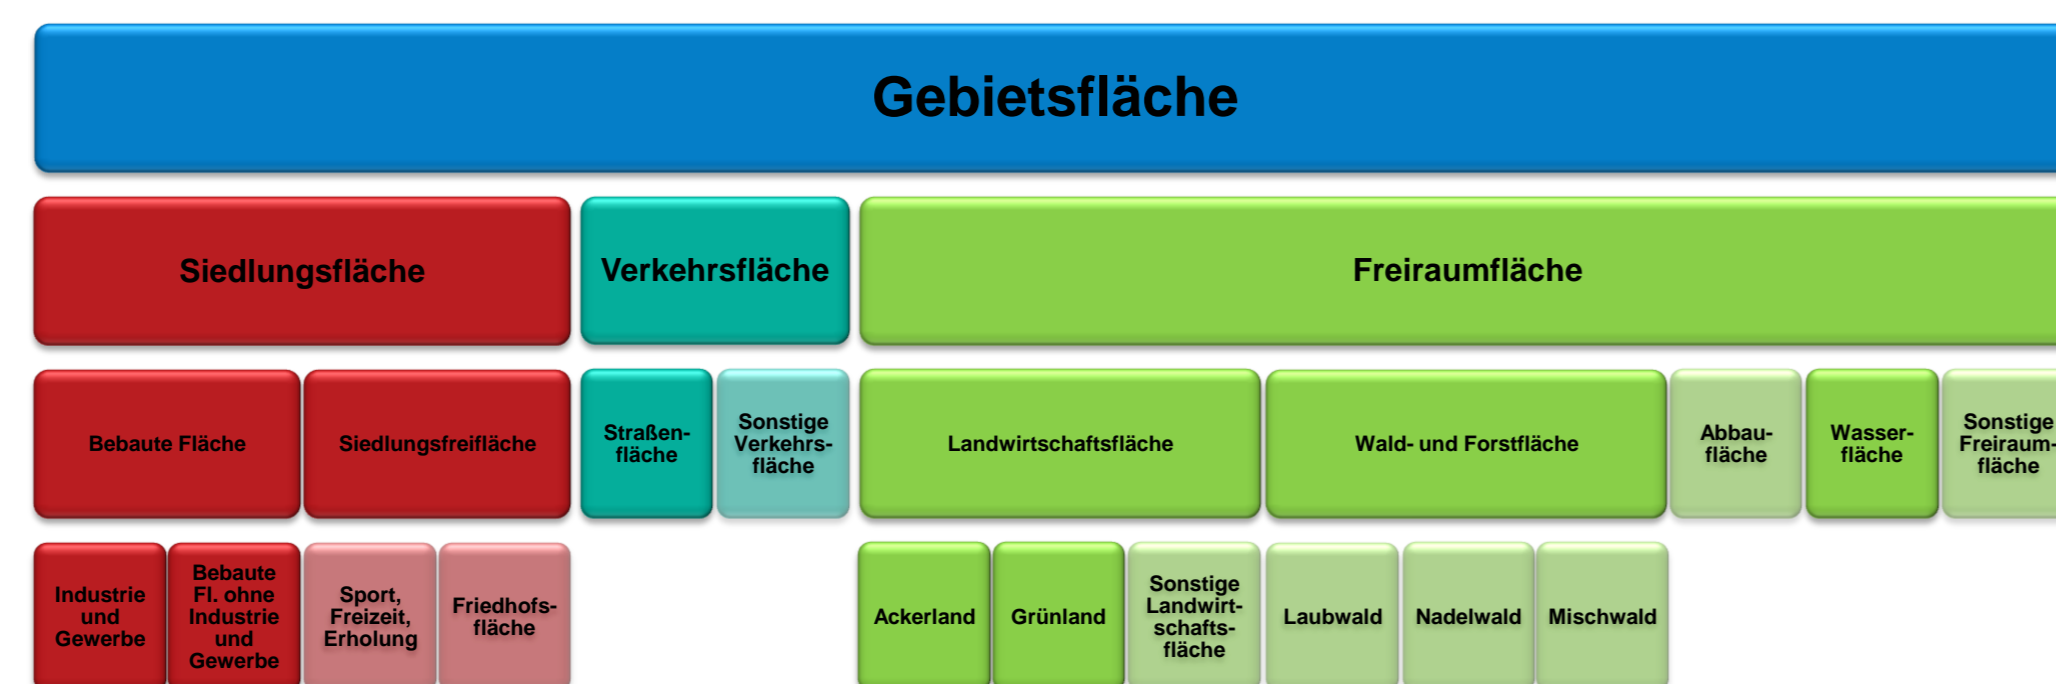 Gebietsfläche
Siedlungsfläche
Verkehrsfläche
Freiraumfläche
Bebaute Fläche
Siedlungsfreifläche
Straßen-
fläche
Sonstige
Verkehrs-
fläche
Landwirtschaftsfläche
Wald- und Forstfläche
Abbau-
fläche
Wasser-
fläche
Sonstige
Freiraum-
fläche
Industrie
und
Gewerbe
Bebaute
Fl. ohne
Industrie
und
Gewerbe
Sport,
Freizeit,
Erholung
Friedhofs-
fläche
Ackerland
Grünland
Sonstige
Landwirt-
schafts-
fläche
Laubwald
Nadelwald
Mischwald